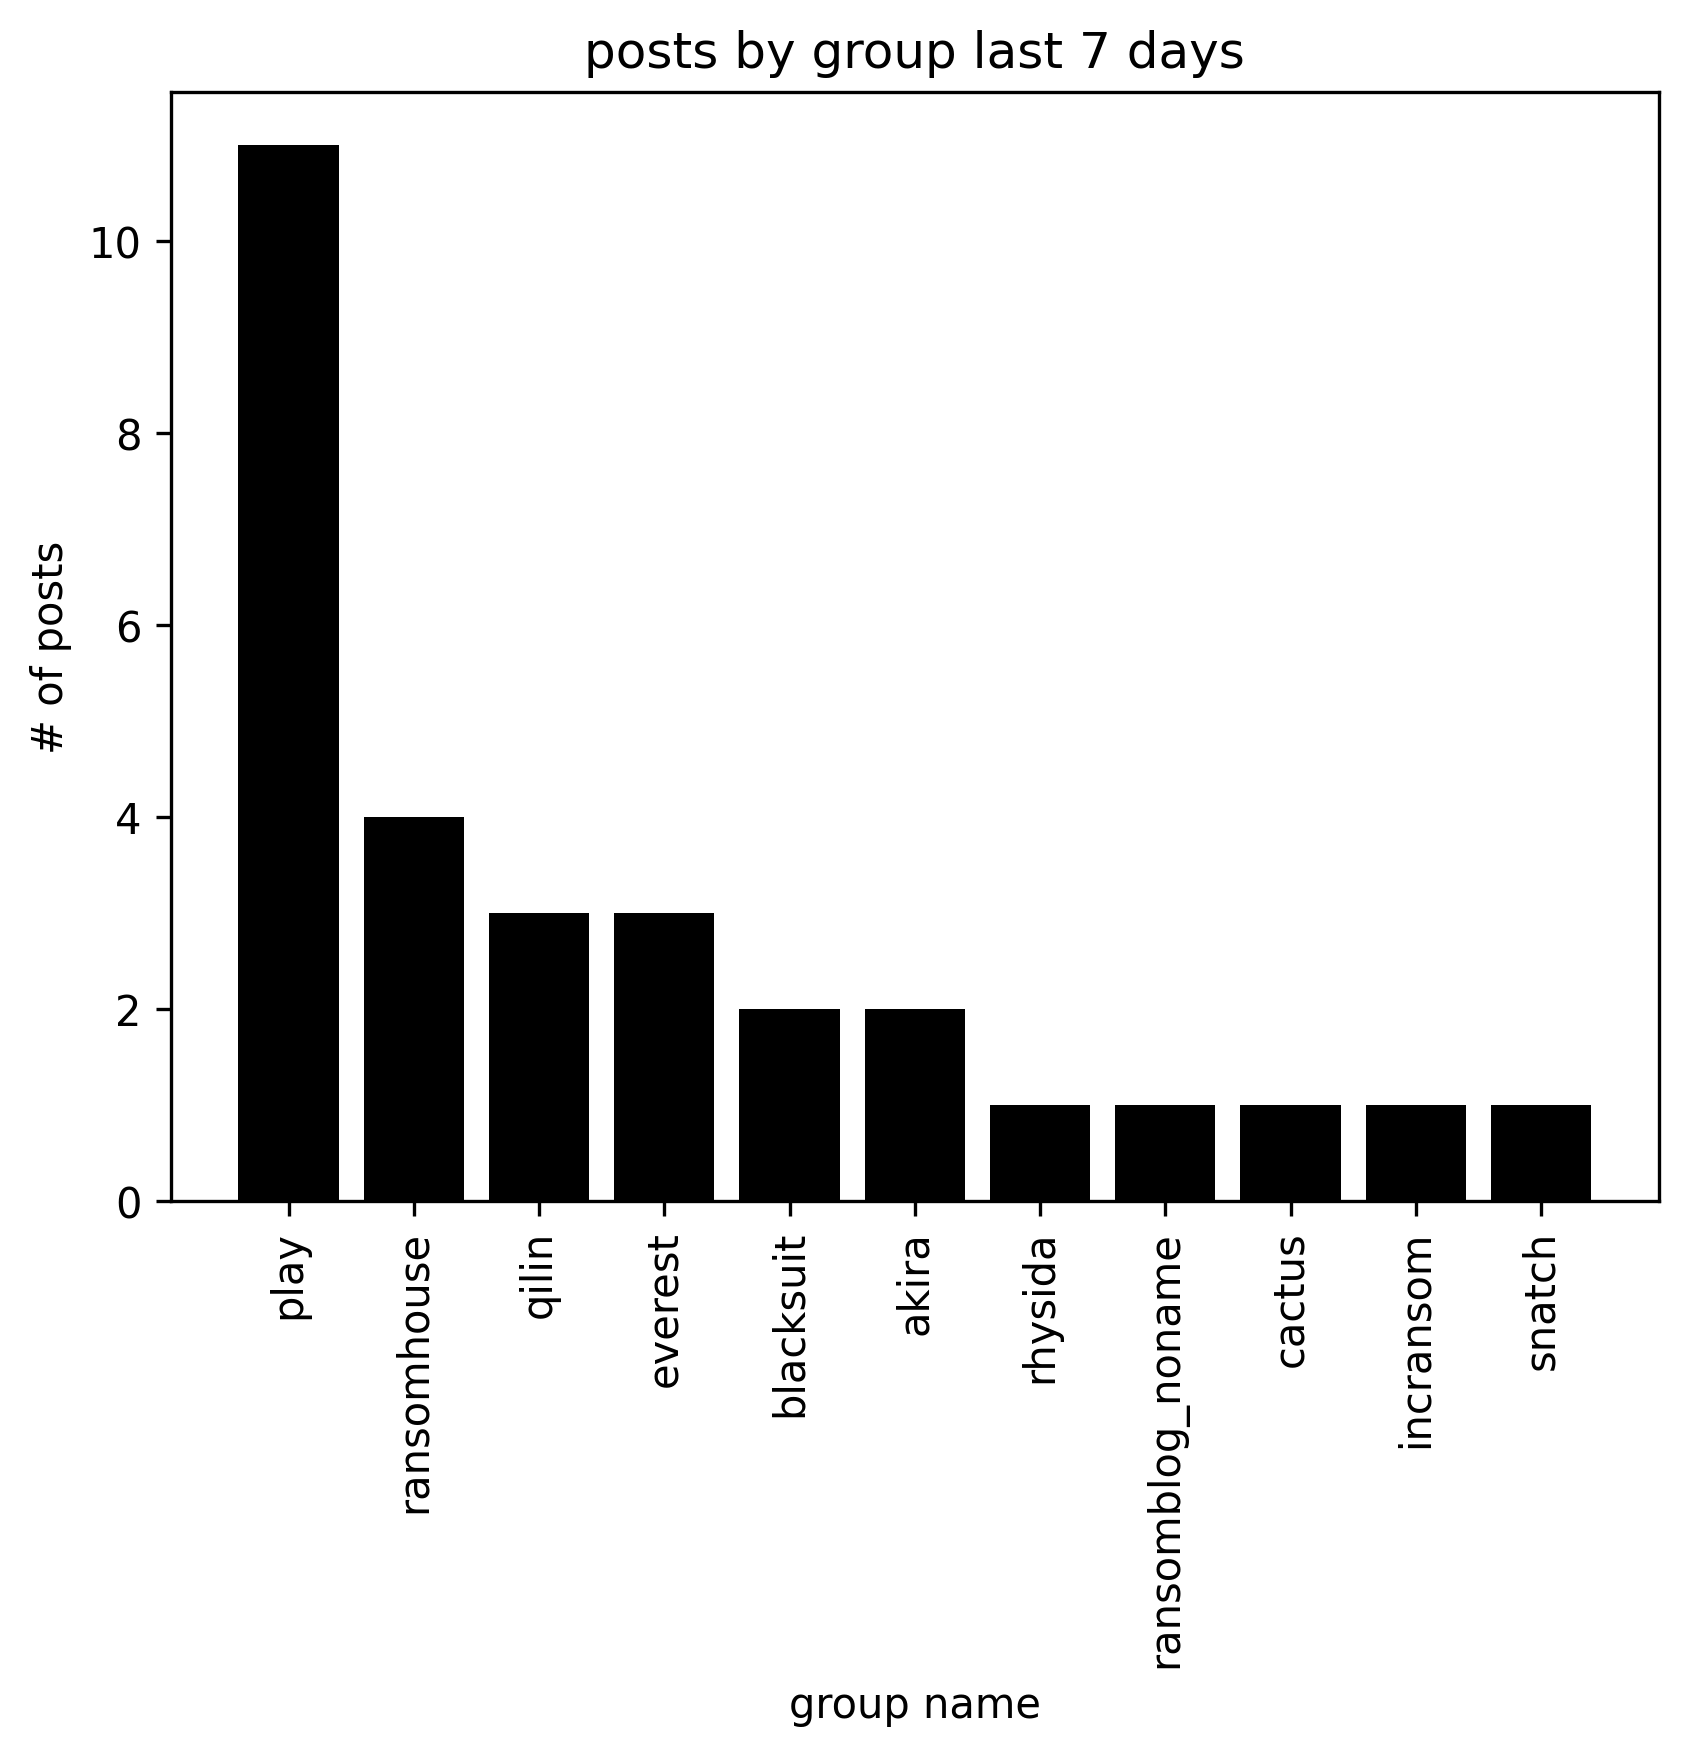 posts by group last 7 days
# of posts
10
8
6
4
2
0
play
ransomhouse
qilin
everest
blacksuit
akira
rhysida
ransomblog_noname
cactus
incransom
snatch
group name